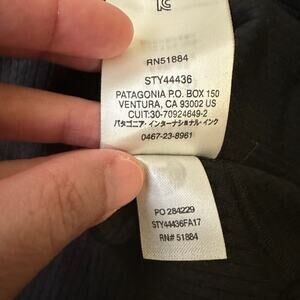 RN51884
STY44436
PATAGONIA P.O. BOX 150
VENTURA, CA 93002 US
CUIT:30-70924649-2
パタゴニア・インターナショナル・インク
0467-23-8961
PO 284229
STY44436FA17
RN# 51884